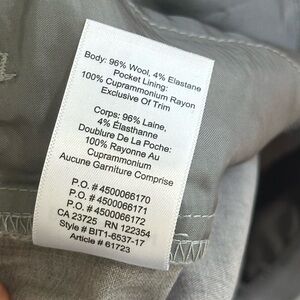 Body: 96% Wool, 4% Elastane
Pocket Lining:
100% Cuprammonium Rayon
Exclusive Of Trim
Corps: 96% Laine,
4% Élasthanne
Doublure De La Poche:
100% Rayonne Au
Cuprammonium
Aucune Garniture Comprise
P.O. # 4500066170
P.O. # 4500066171
P.O. # 4500066172
CA 23725 RN 122354
Style # BIT1-6537-17
Article # 61723